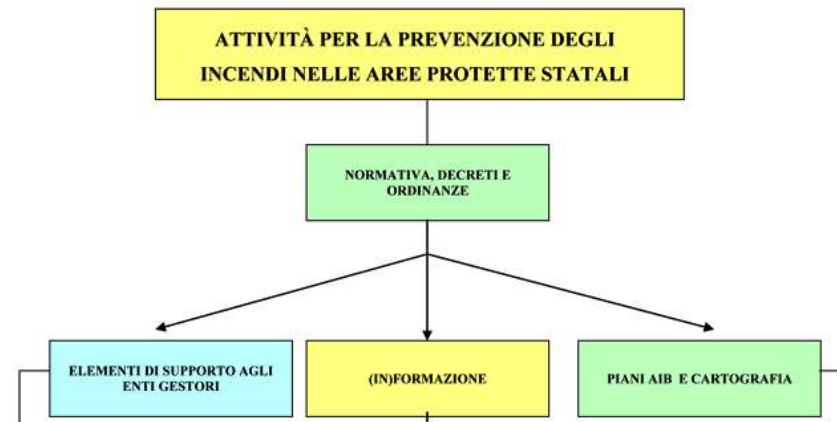 ATTIVITÀ PER LA PREVENZIONE DEGLI
INCENDI NELLE AREE PROTETTE STATALI
NORMATIVA, DECRETI E
ORDINANZE
ELEMENTI DI SUPPORTO AGLI
ENTI GESTORI
(IN)FORMAZIONE
PIANI AIB E CARTOGRAFIA